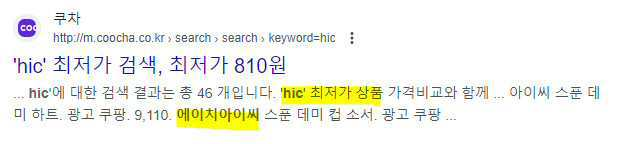 쿠차
coo
http://m.coocha.co.kr › search › search › keyword=hic
'hic' 최저가 검색, 최저가 810원
... hic'에 대한 검색 결과는 총 46 개입니다. 'hic' 최저가 상품 가격비교와 함께 ... 아이씨 스푼 데
미 하트. 광고 쿠팡. 9,110. 에이치아이씨 스푼 데미 컵 소서. 광고 쿠팡 ...